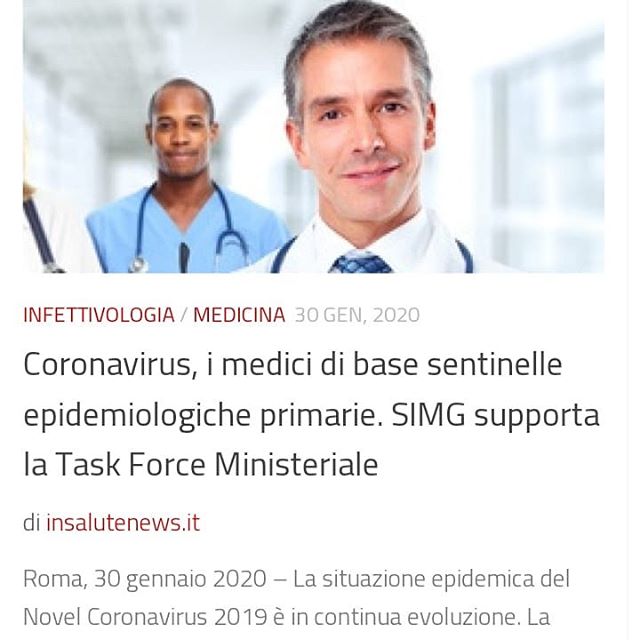 INFETTIVOLOGIA / MEDICINA 30 GEN, 2020
Coronavirus, i medici di base sentinelle
epidemiologiche primarie. SIMG supporta
la Task Force Ministeriale
di insalutenews.it
Roma, 30 gennaio 2020 – La situazione epidemica del
Novel Coronavirus 2019 è in continua evoluzione. La